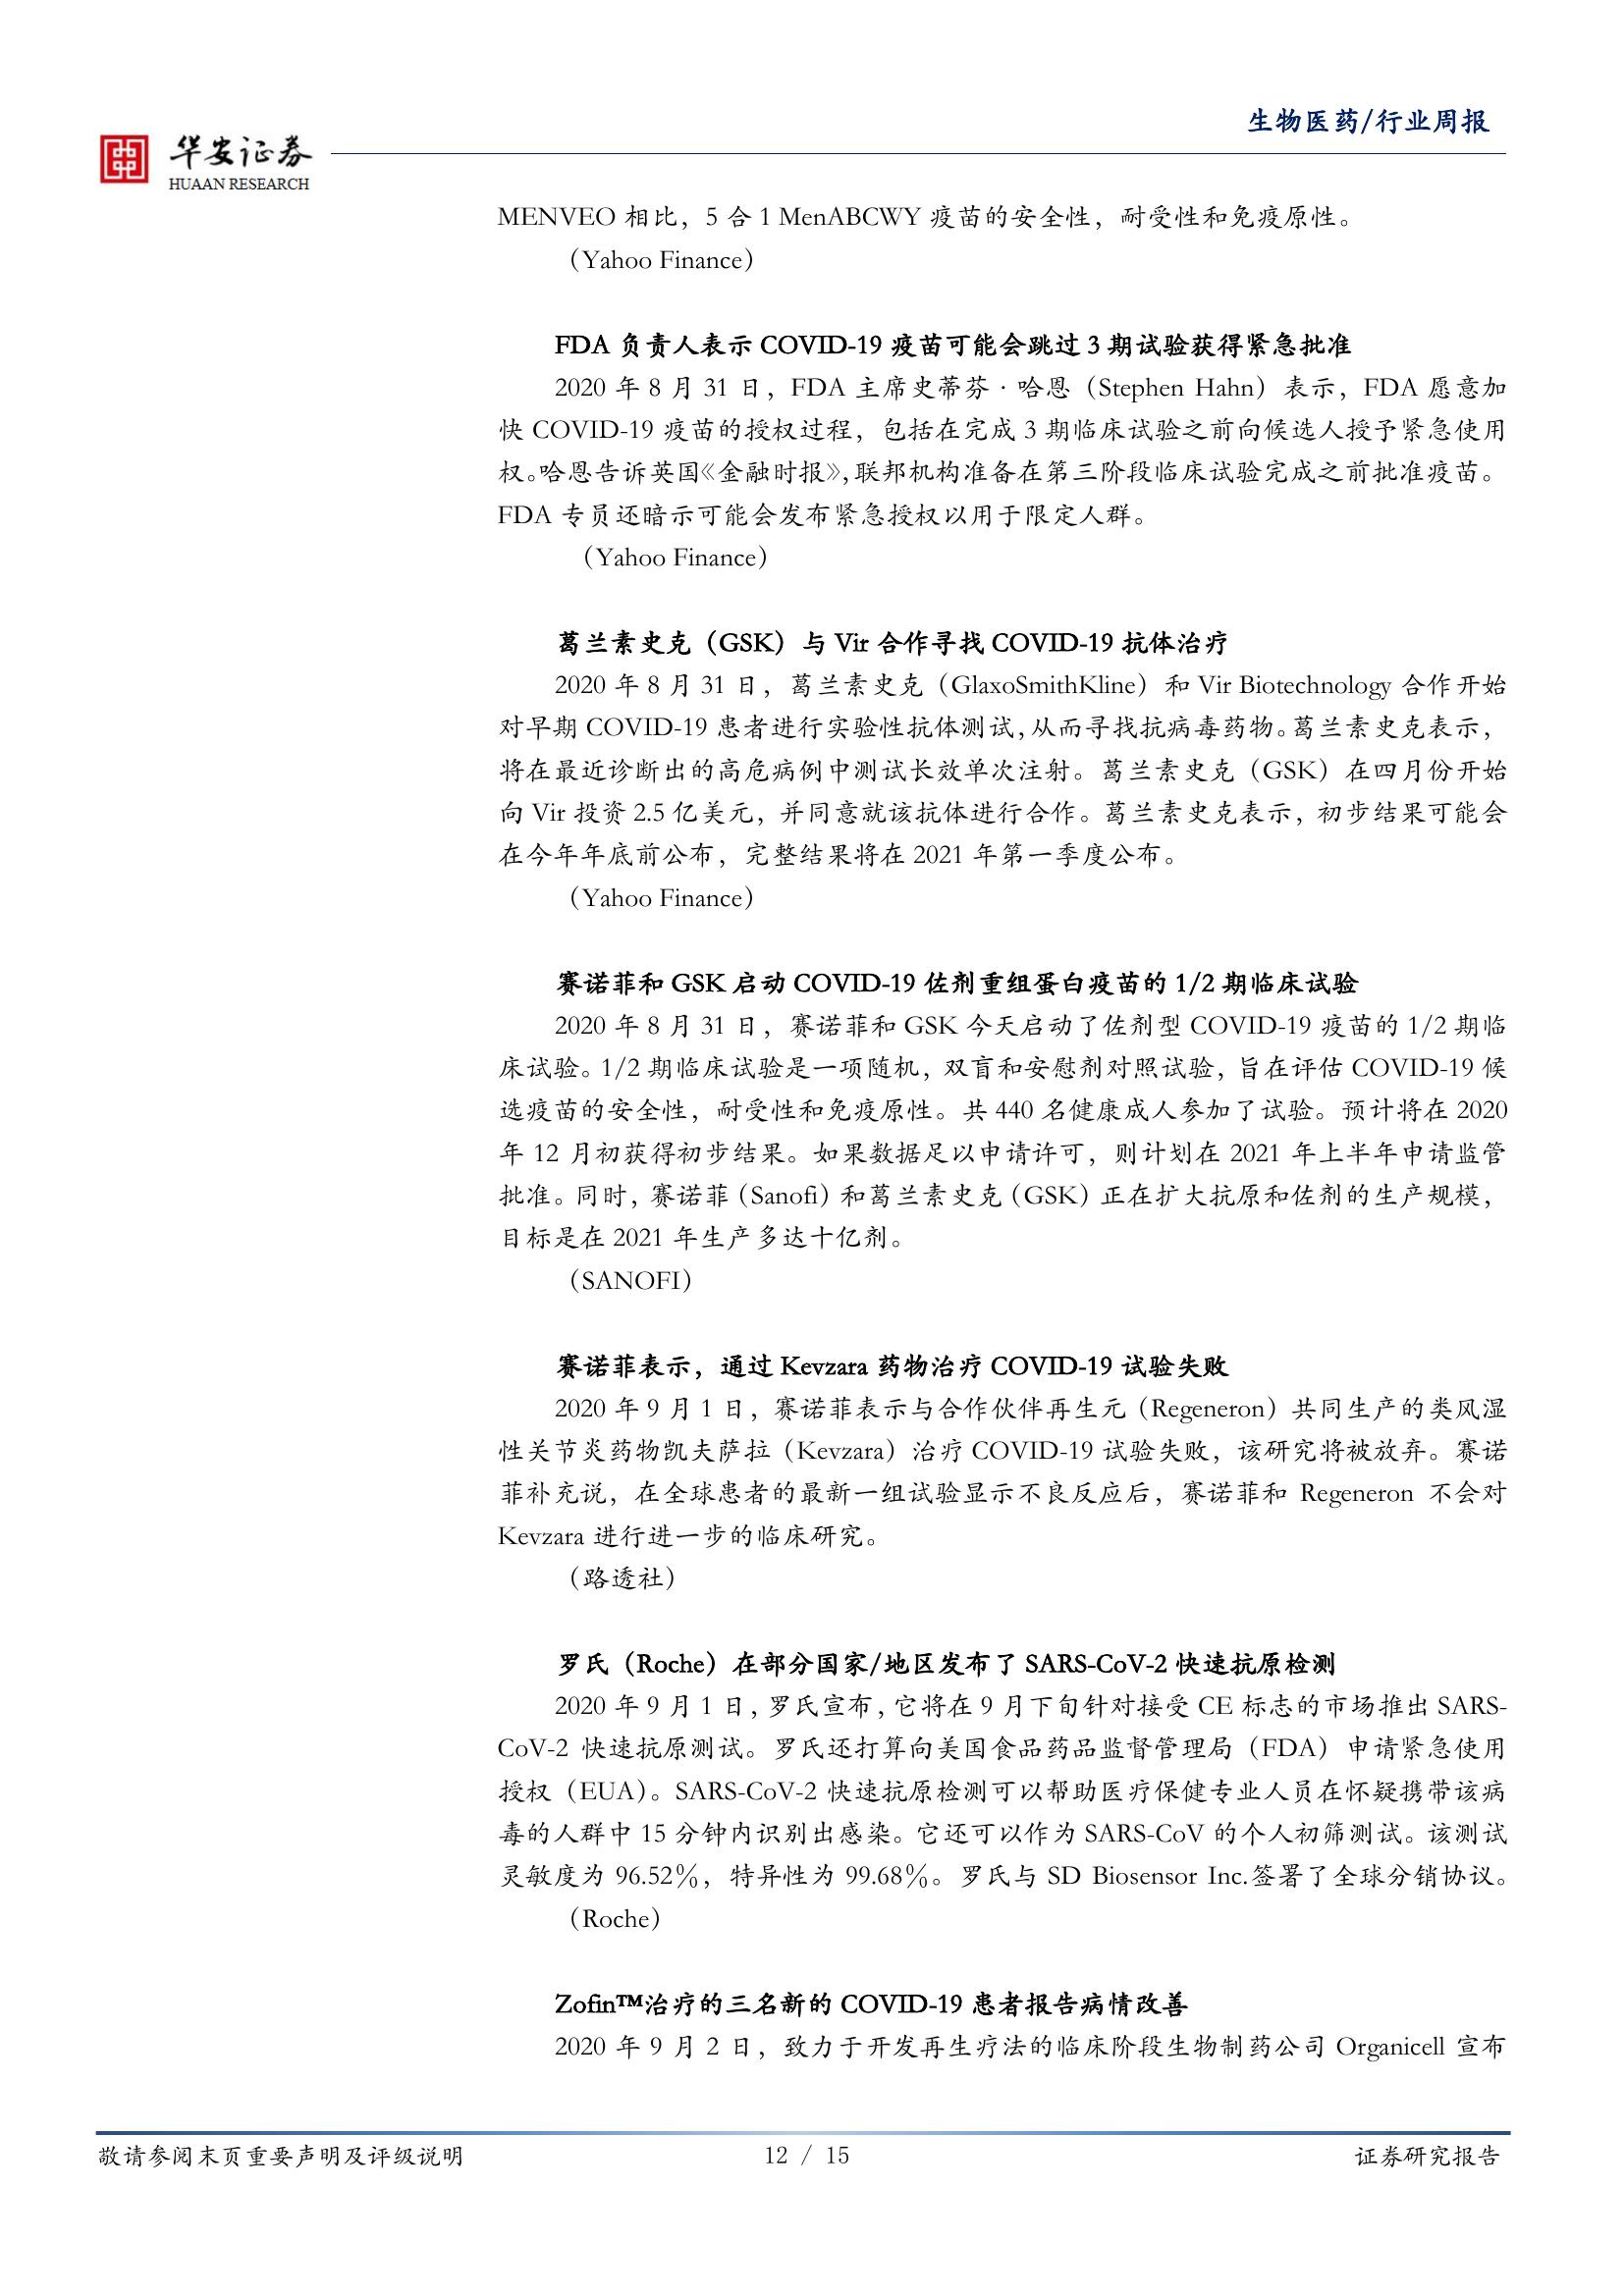 生物医药/行业周报
华安证券
HUAAN RESEARCH
MENVEO 相比，5 合 1 MenABCWY 疫苗的安全性，耐受性和免疫原性。
（Yahoo Finance）
FDA 负责人表示 COVID-19 疫苗可能会跳过 3 期试验获得紧急批准
2020 年 8 月 31 日，FDA 主席史蒂芬 · 哈恩（Stephen Hahn）表示，FDA 愿意加
快 COVID-19 疫苗的授权过程，包括在完成 3 期临床试验之前向候选人授予紧急使用
权。哈恩告诉英国《金融时报》，联邦机构准备在第三阶段临床试验完成之前批准疫苗。
FDA 专员还暗示可能会发布紧急授权以用于限定人群。
（Yahoo Finance）
葛兰素史克（GSK）与 Vir 合作寻找 COVID-19 抗体治疗
2020 年 8 月 31 日，葛兰素史克（GlaxoSmithKline）和 Vir Biotechnology 合作开始
对早期 COVID-19 患者进行实验性抗体测试，从而寻找抗病毒药物。葛兰素史克表示，
将在最近诊断出的高危病例中测试长效单次注射。葛兰素史克（GSK）在四月份开始
向 Vir 投资 2.5 亿美元，并同意就该抗体进行合作。葛兰素史克表示，初步结果可能会
在今年年底前公布，完整结果将在 2021 年第一季度公布。
（Yahoo Finance）
赛诺菲和 GSK 启动 COVID-19 佐剂重组蛋白疫苗的 1/2 期临床试验
2020 年 8 月 31 日，赛诺菲和 GSK 今天启动了佐剂型 COVID-19 疫苗的 1/2 期临
床试验。1/2 期临床试验是一项随机，双盲和安慰剂对照试验，旨在评估 COVID-19 候
选疫苗的安全性，耐受性和免疫原性。共 440 名健康成人参加了试验。预计将在 2020
年 12 月初获得初步结果。如果数据足以申请许可，则计划在 2021 年上半年申请监管
批准。同时，赛诺菲（Sanofi）和葛兰素史克（GSK）正在扩大抗原和佐剂的生产规模，
目标是在 2021 年生产多达十亿剂。
（SANOFI）
赛诺菲表示，通过 Kevzara 药物治疗 COVID-19 试验失败
2020 年 9 月 1 日，赛诺菲表示与合作伙伴再生元（Regeneron）共同生产的类风湿
性关节炎药物凯夫萨拉（Kevzara）治疗 COVID-19 试验失败，该研究将被放弃。赛诺
菲补充说，在全球患者的最新一组试验显示不良反应后，赛诺菲和 Regeneron 不会对
Kevzara 进行进一步的临床研究。
（路透社）
罗氏（Roche）在部分国家/地区发布了 SARS-CoV-2 快速抗原检测
2020 年 9 月 1 日，罗氏宣布，它将在 9 月下旬针对接受 CE 标志的市场推出 SARS-
CoV-2 快速抗原测试。罗氏还打算向美国食品药品监督管理局（FDA）申请紧急使用
授权（EUA）。SARS-CoV-2 快速抗原检测可以帮助医疗保健专业人员在怀疑携带该病
毒的人群中 15 分钟内识别出感染。它还可以作为 SARS-CoV 的个人初筛测试。该测试
灵敏度为 96.52％，特异性为 99.68％。罗氏与 SD Biosensor Inc.签署了全球分销协议。
（Roche）
Zofin™治疗的三名新的 COVID-19 患者报告病情改善
2020 年 9 月 2 日，致力于开发再生疗法的临床阶段生物制药公司 Organicell 宣布
敬请参阅末页重要声明及评级说明
12 / 15
证券研究报告